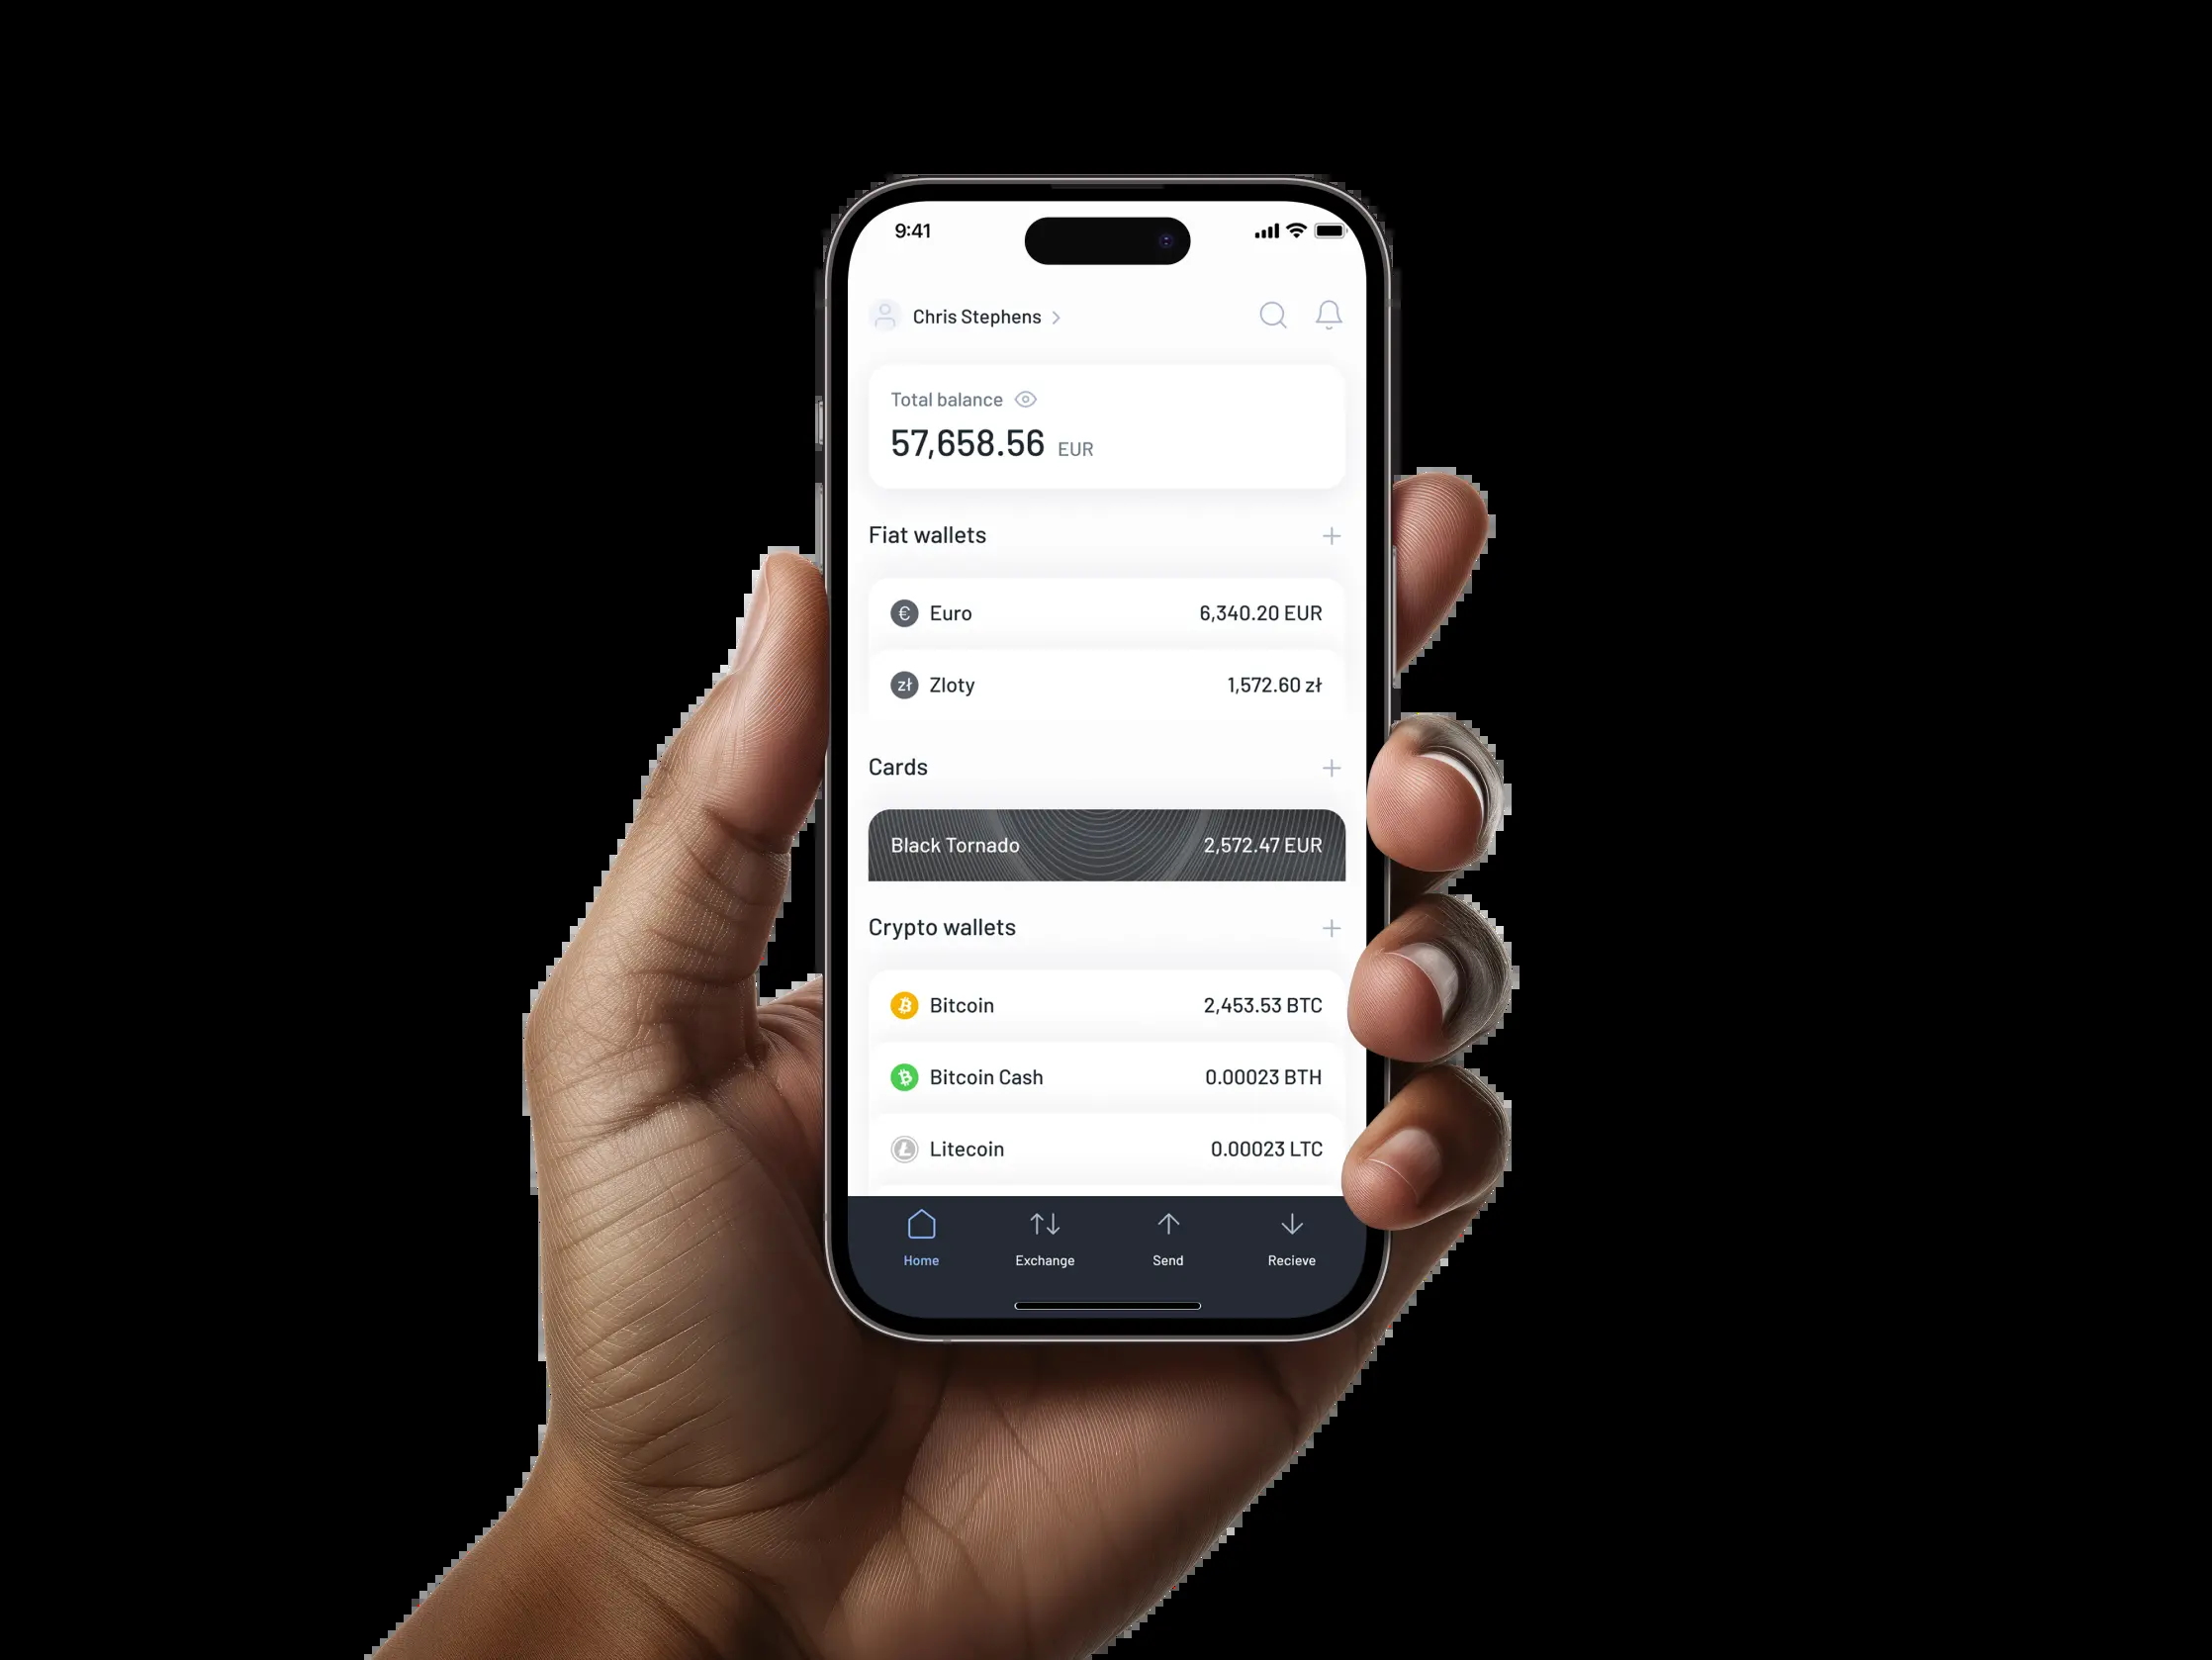 9:41
Chris Stephens
Total balance
57,658.56 EUR
Fiat wallets
€ Euro 6,340.20 EUR
zł Zloty 1,572.60 zł
Cards
Black Tornado 2,572.47 EUR
Crypto wallets
Bitcoin 2,453.53 BTC
Bitcoin Cash 0.00023 BTH
Litecoin 0.00023 LTC
Home Exchange Send Recieve